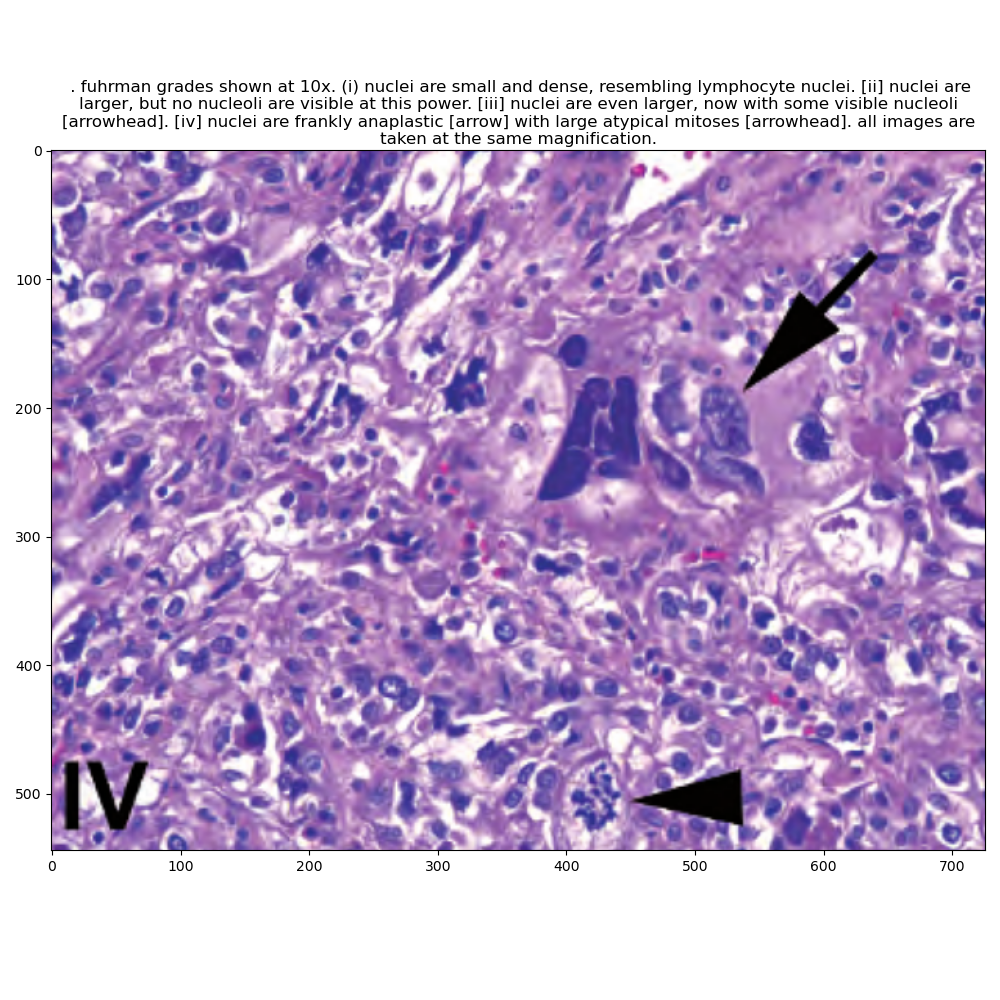 . fuhrman grades shown at 10x. (i) nuclei are small and dense, resembling lymphocyte nuclei. [ii] nuclei are
larger, but no nucleoli are visible at this power. [iii] nuclei are even larger, now with some visible nucleoli
[arrowhead]. [iv] nuclei are frankly anaplastic [arrow] with large atypical mitoses [arrowhead]. all images are
taken at the same magnification.
0
100
200
300
400
500
IV
0 100 200 300 400 500 600 700